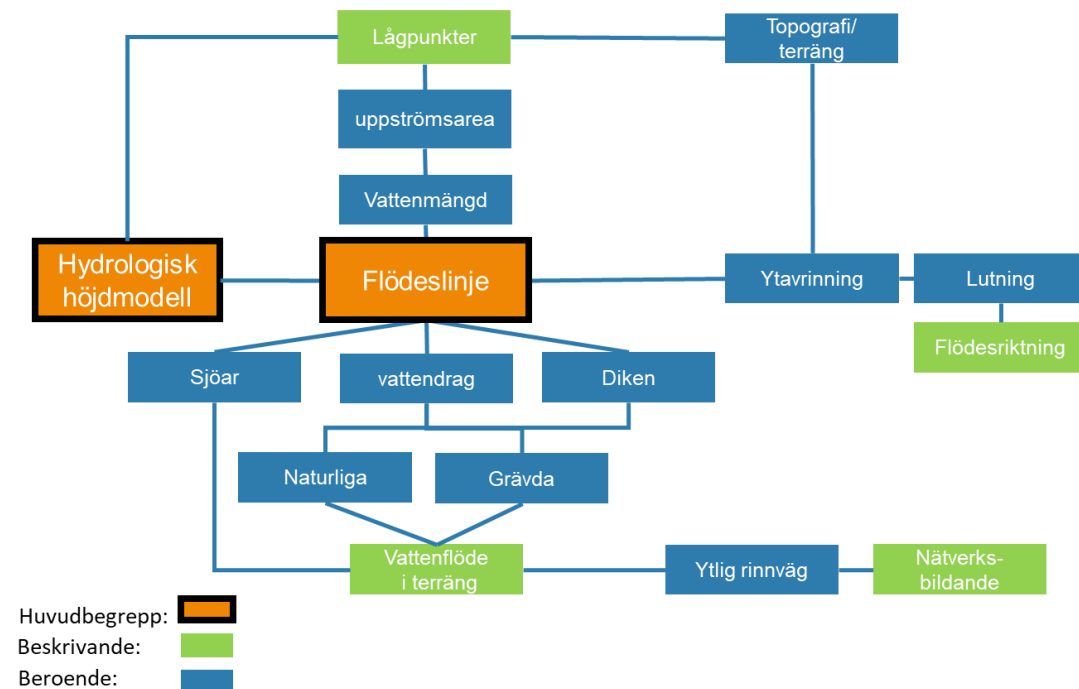 Lågpunkter
Topografi/
terräng
uppströmsarea
Vattenmängd
Hydrologisk
höjdmodell
Flödeslinje
Ytavrinning
Lutning
Flödesriktning
Sjöar
vattendrag
Diken
Naturliga
Grävda
Vattenflöde
i terräng
Ytlig rinnväg
Nätverks-
bildande
Huvudbegrepp:
Beskrivande:
Beroende: